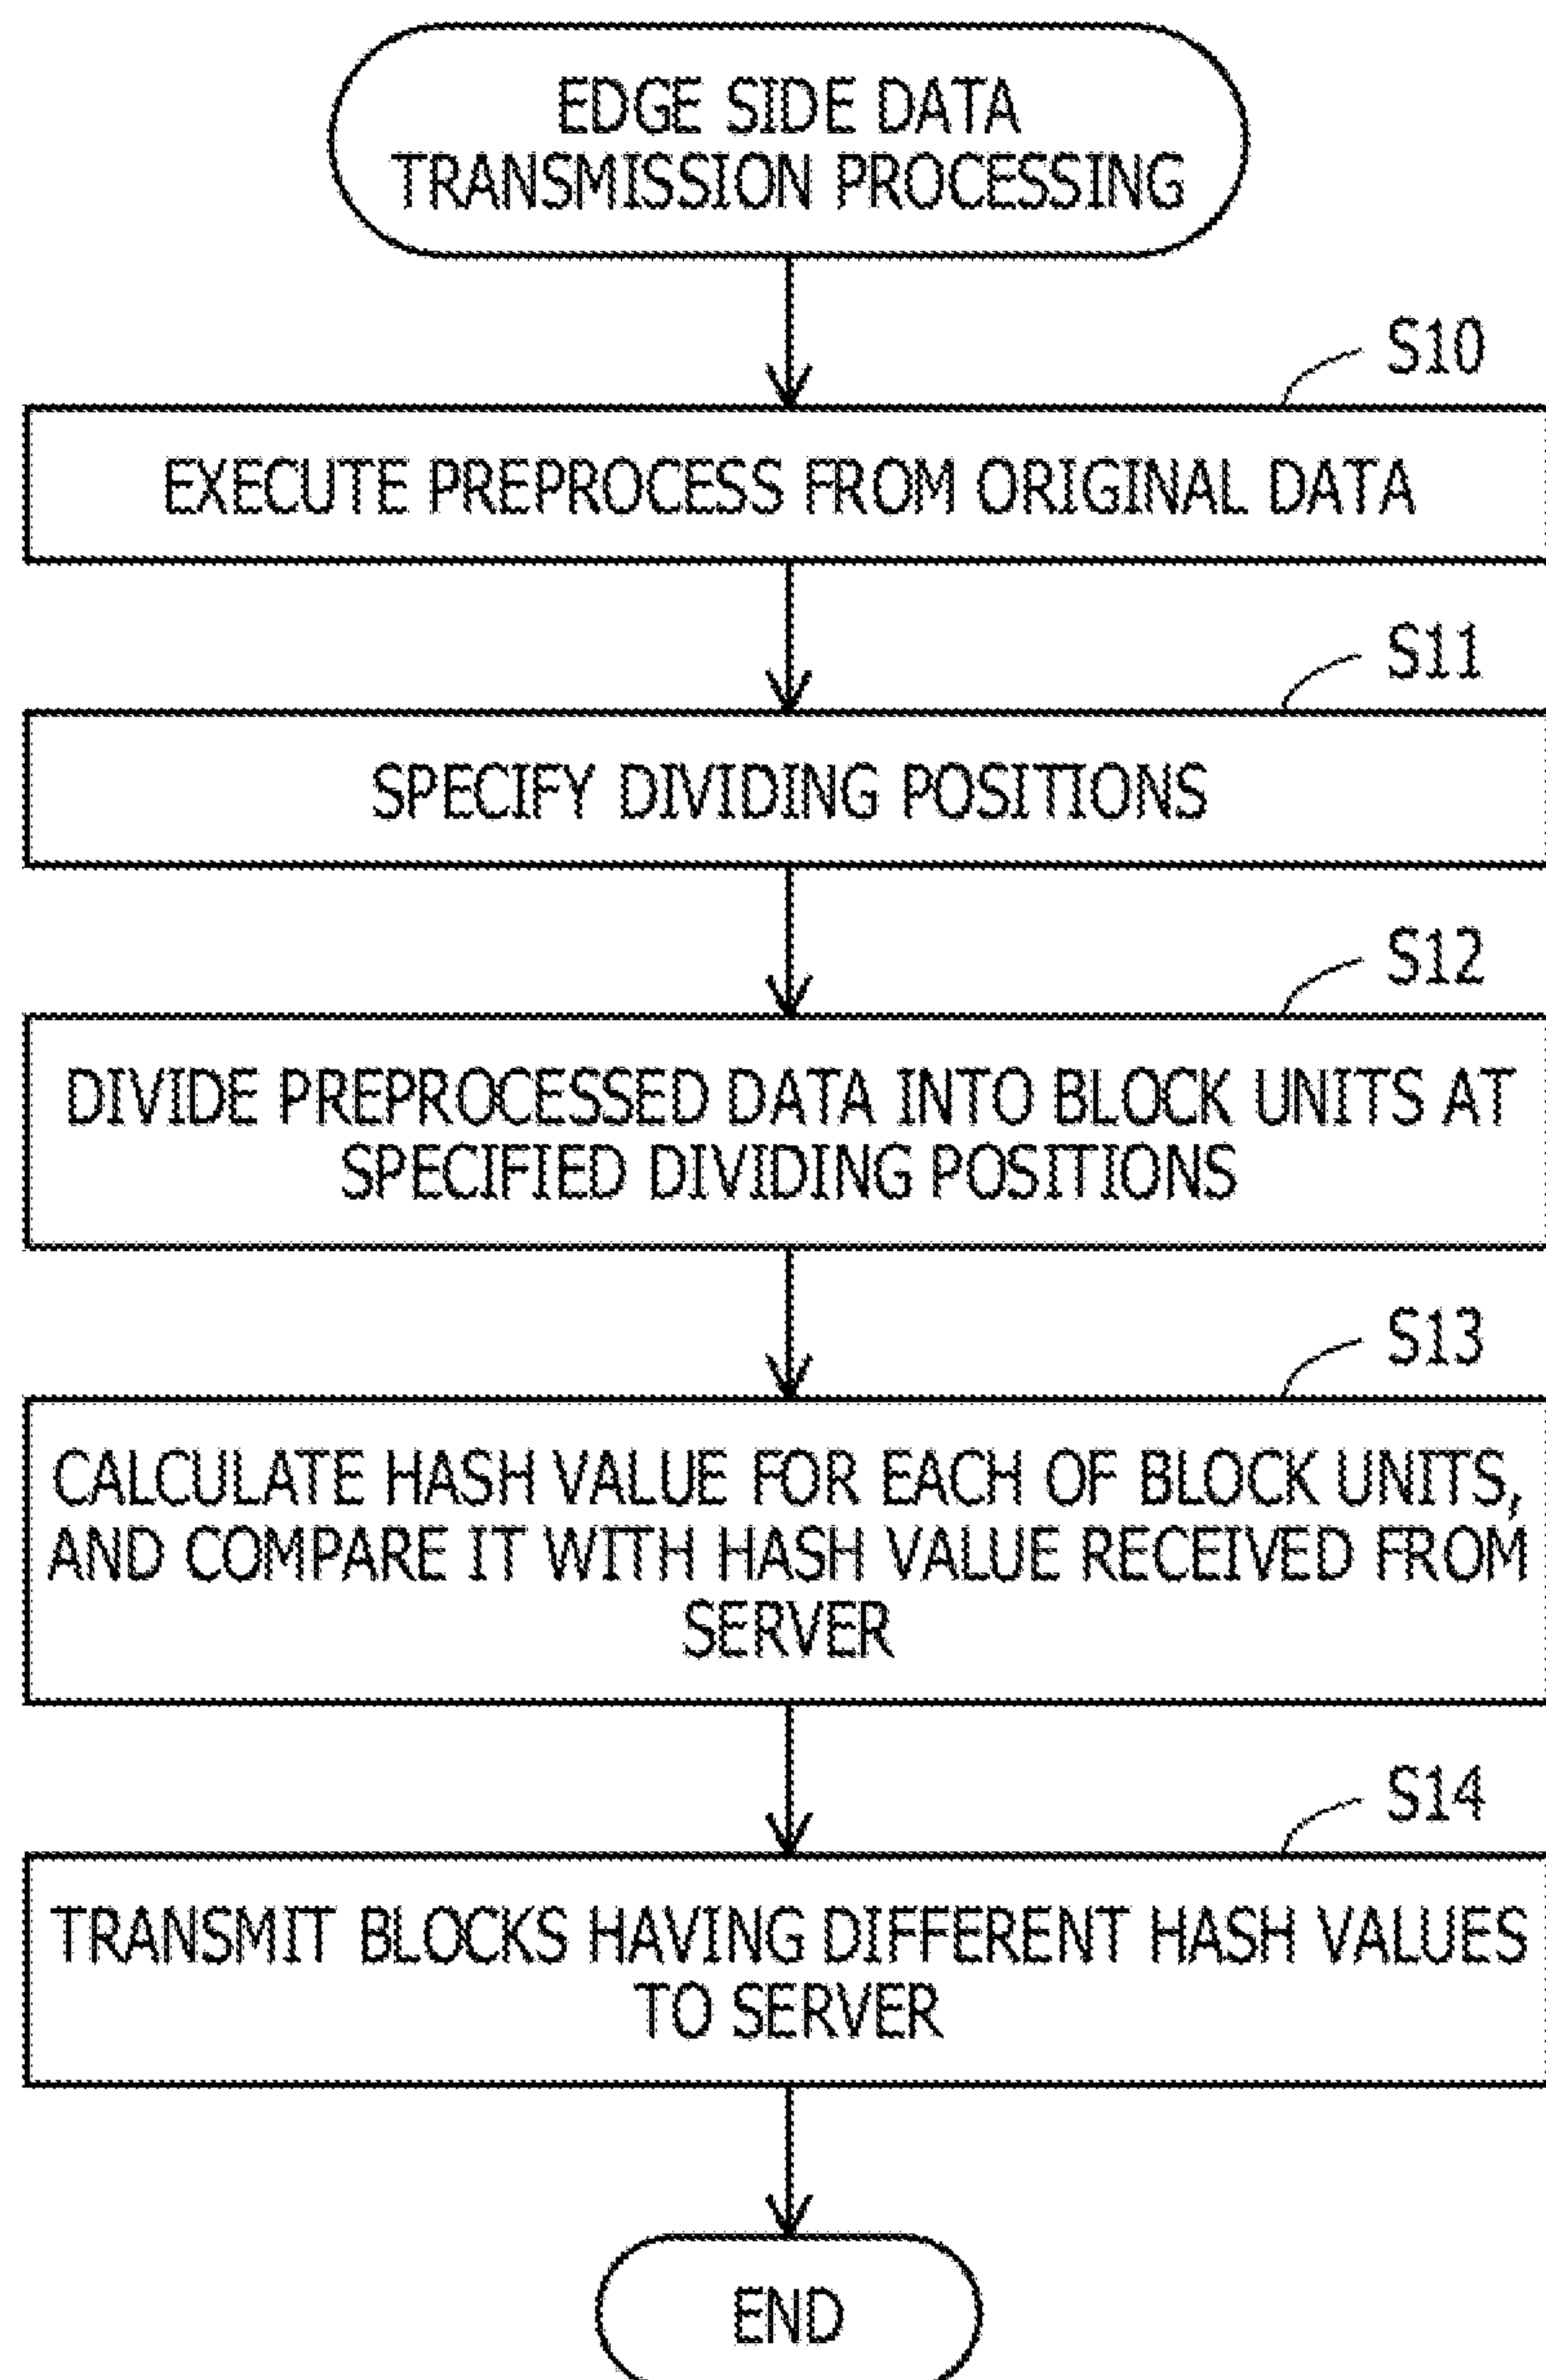 EDGE SIDE DATA
TRANSMISSION PROCESSING
S10
EXECUTE PREPROCESS FROM ORIGINAL DATA
S11
SPECIFY DIVIDING POSITIONS
S12
DIVIDE PREPROCESSED DATA INTO BLOCK UNITS AT
SPECIFIED DIVIDING POSITIONS
S13
CALCULATE HASH VALUE FOR EACH OF BLOCK UNITS,
AND COMPARE IT WITH HASH VALUE RECEIVED FROM
SERVER
S14
TRANSMIT BLOCKS HAVING DIFFERENT HASH VALUES
TO SERVER
END